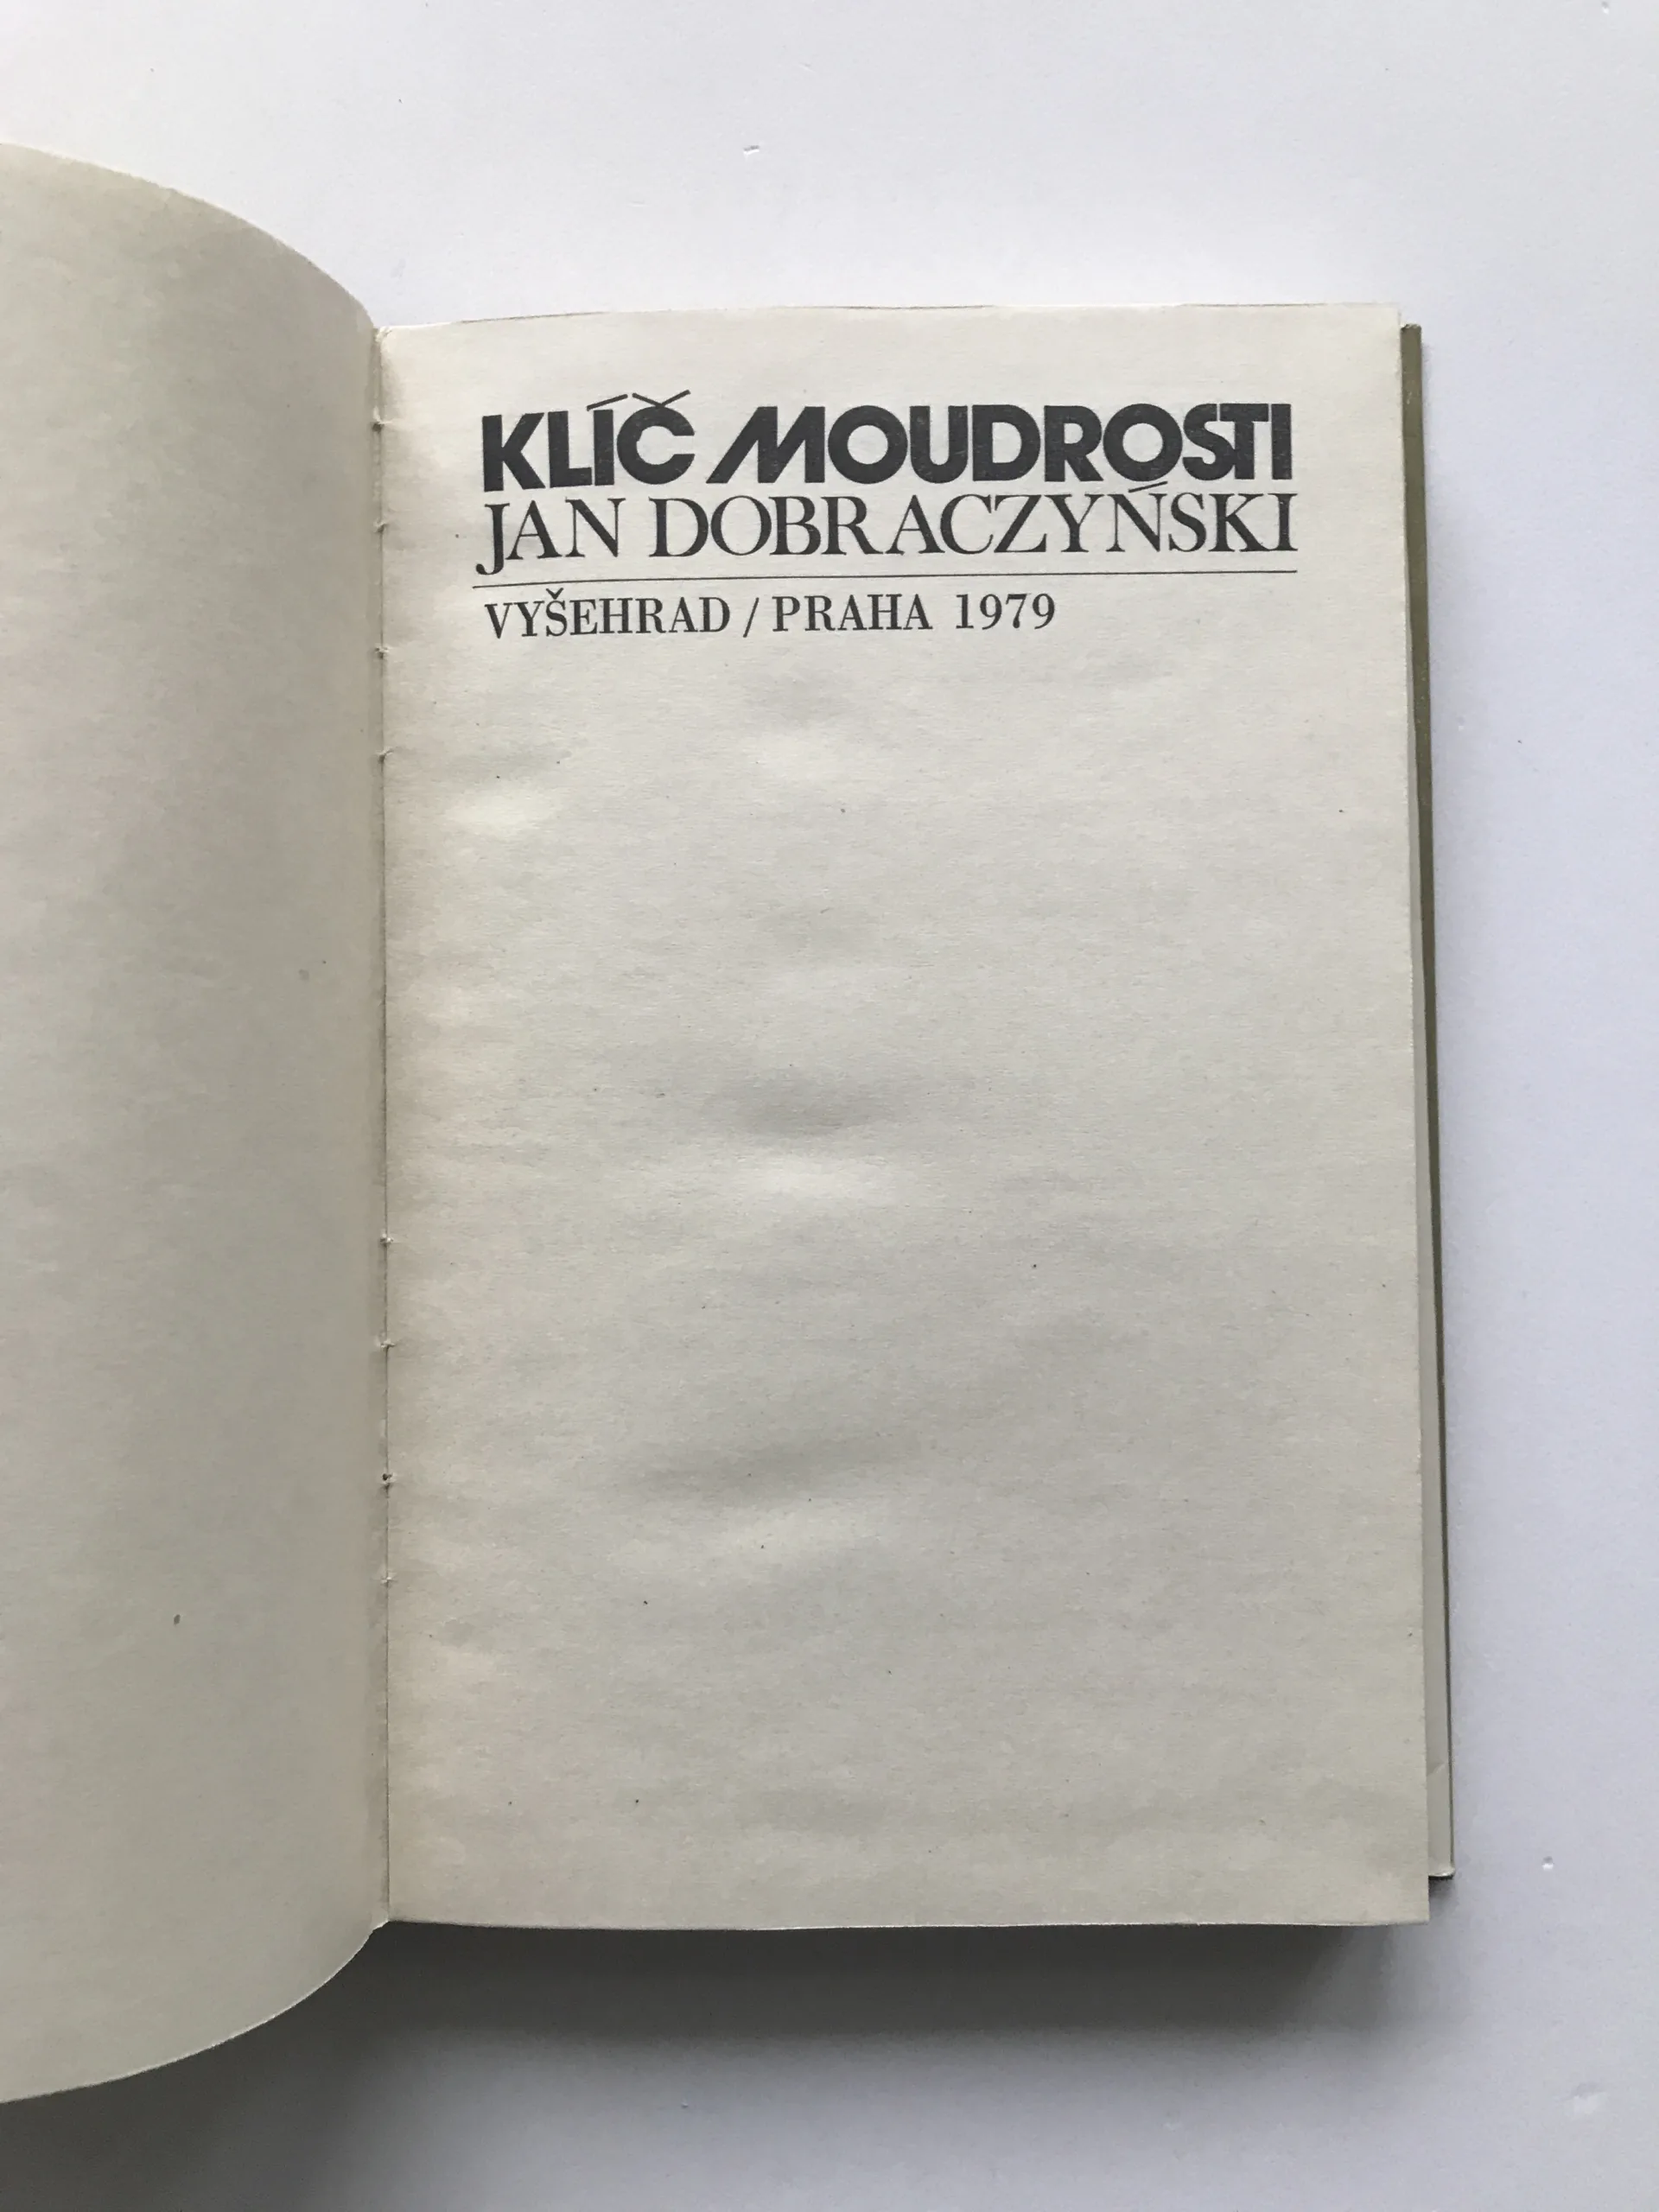 KLÍČ MOUDROSTI
JAN DOBRACZYŃSKI
VYŠEHRAD / PRAHA 1979